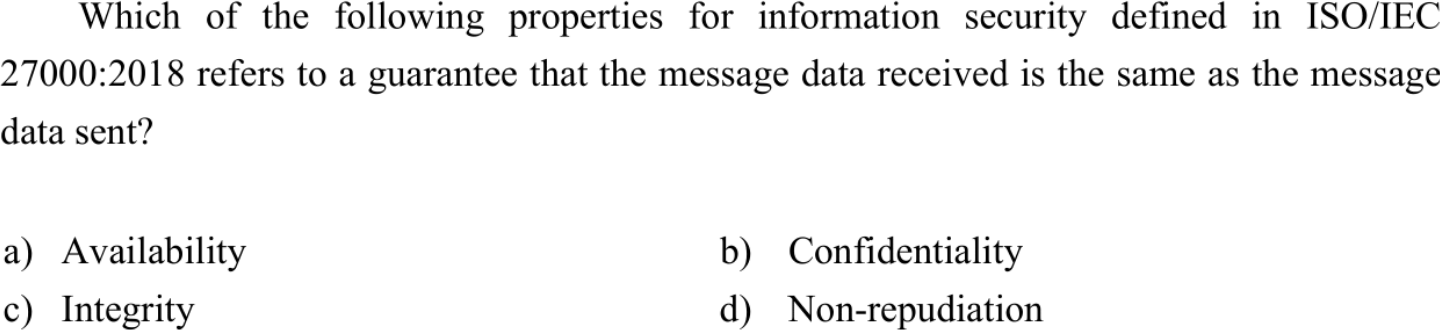 Which of the following properties for information security defined in ISO/IEC
27000:2018 refers to a guarantee that the message data received is the same as the message
data sent?
a) Availability b) Confidentiality
c) Integrity d) Non-repudiation